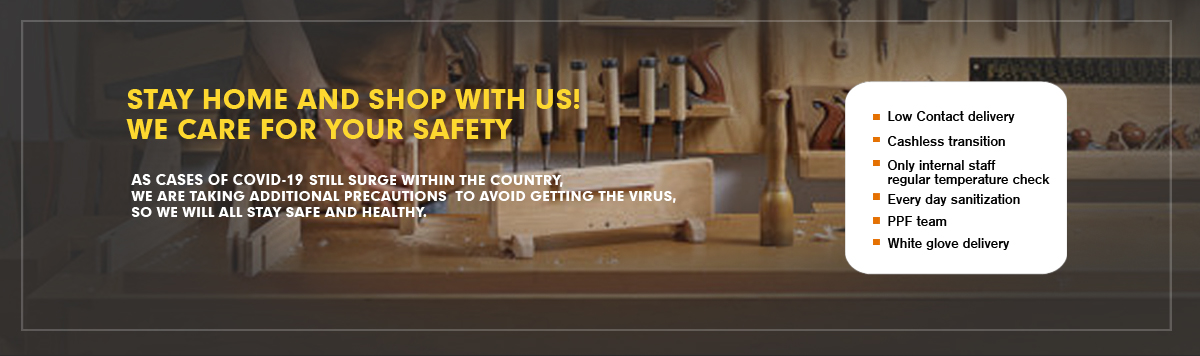 STAY HOME AND SHOP WITH US!
WE CARE FOR YOUR SAFETY
AS CASES OF COVID-19 STILL SURGE WITHIN THE COUNTRY,
WE ARE TAKING ADDITIONAL PRECAUTIONS TO AVOID GETTING THE VIRUS,
SO WE WILL ALL STAY SAFE AND HEALTHY.
Low Contact delivery
Cashless transition
Only internal staff
regular temperature check
Every day sanitization
PPF team
White glove delivery